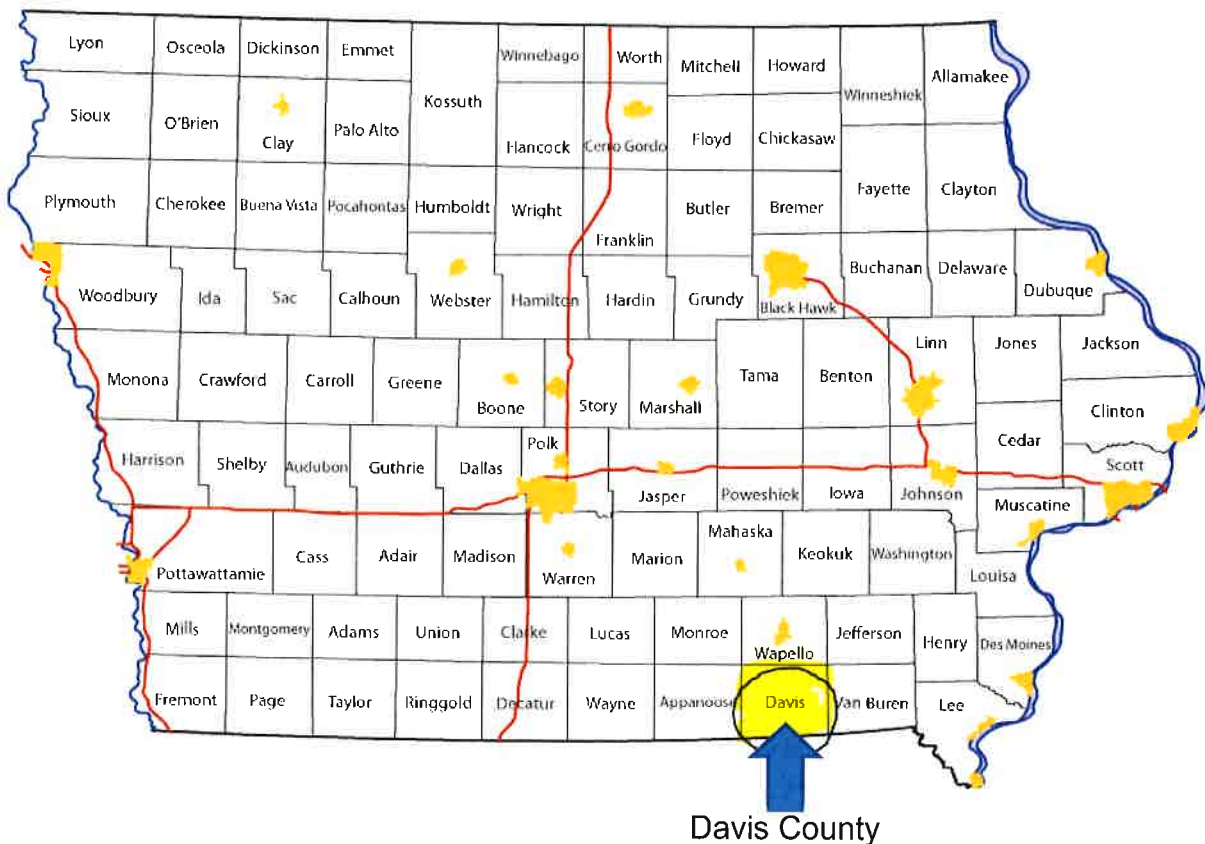 Lyon
Osceola
Dickinson
Emmet
Winnebago
Worth
Mitchell
Howard
Winneshiek
Allamakee
Sioux
O'Brien
Clay
Palo Alto
Kossuth
Hancock
Cerro Gordo
Floyd
Chickasaw
Fayette
Clayton
Plymouth
Cherokee
Buena Vista
Pocahontas
Humboldt
Wright
Franklin
Butler
Bremer
Woodbury
Ida
Sac
Calhoun
Webster
Hamilton
Hardin
Grundy
Black Hawk
Buchanan
Delaware
Dubuque
Monona
Crawford
Carroll
Greene
Boone
Story
Marshall
Tama
Benton
Linn
Jones
Jackson
Clinton
Harrison
Shelby
Audubon
Guthrie
Dallas
Polk
Jasper
Poweshiek
Iowa
Johnson
Cedar
Scott
Muscatine
Pottawattamie
Cass
Adair
Madison
Warren
Marion
Mahaska
Keokuk
Washington
Louisa
Mills
Montgomery
Adams
Union
Clarke
Lucas
Monroe
Wapello
Jefferson
Henry
Des Moines
Fremont
Page
Taylor
Ringgold
Decatur
Wayne
Appanoose
Davis
Van Buren
Lee
Davis County